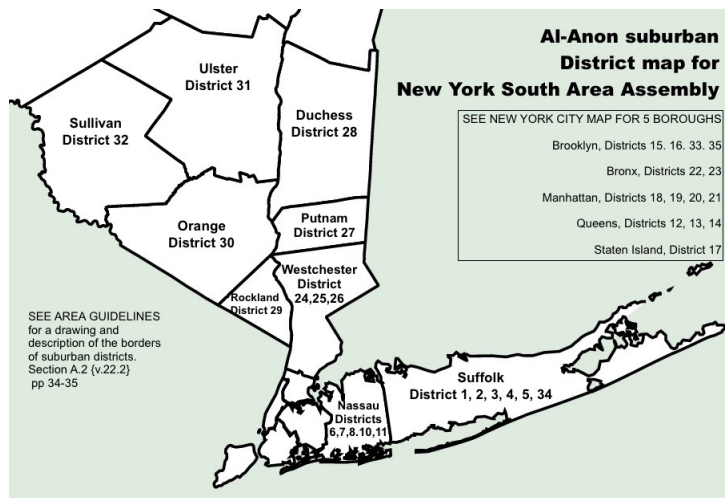 Al-Anon suburban
District map for
New York South Area Assembly
SEE NEW YORK CITY MAP FOR 5 BOROUGHS
Brooklyn, Districts 15. 16. 33. 35
Bronx, Districts 22, 23
Manhattan, Districts 18, 19, 20, 21
Queens, Districts 12, 13, 14
Staten Island, District 17
Ulster
District 31
Sullivan
District 32
Duchess
District 28
Putnam
District 27
Orange
District 30
Westchester
District
24,25,26
Rockland
District 29
SEE AREA GUIDELINES
for a drawing and
description of the borders
of suburban districts.
Section A.2 {v.22.2}
pp 34-35
Suffolk
District 1, 2, 3, 4, 5, 34
Nassau
Districts
6,7,8.10,11